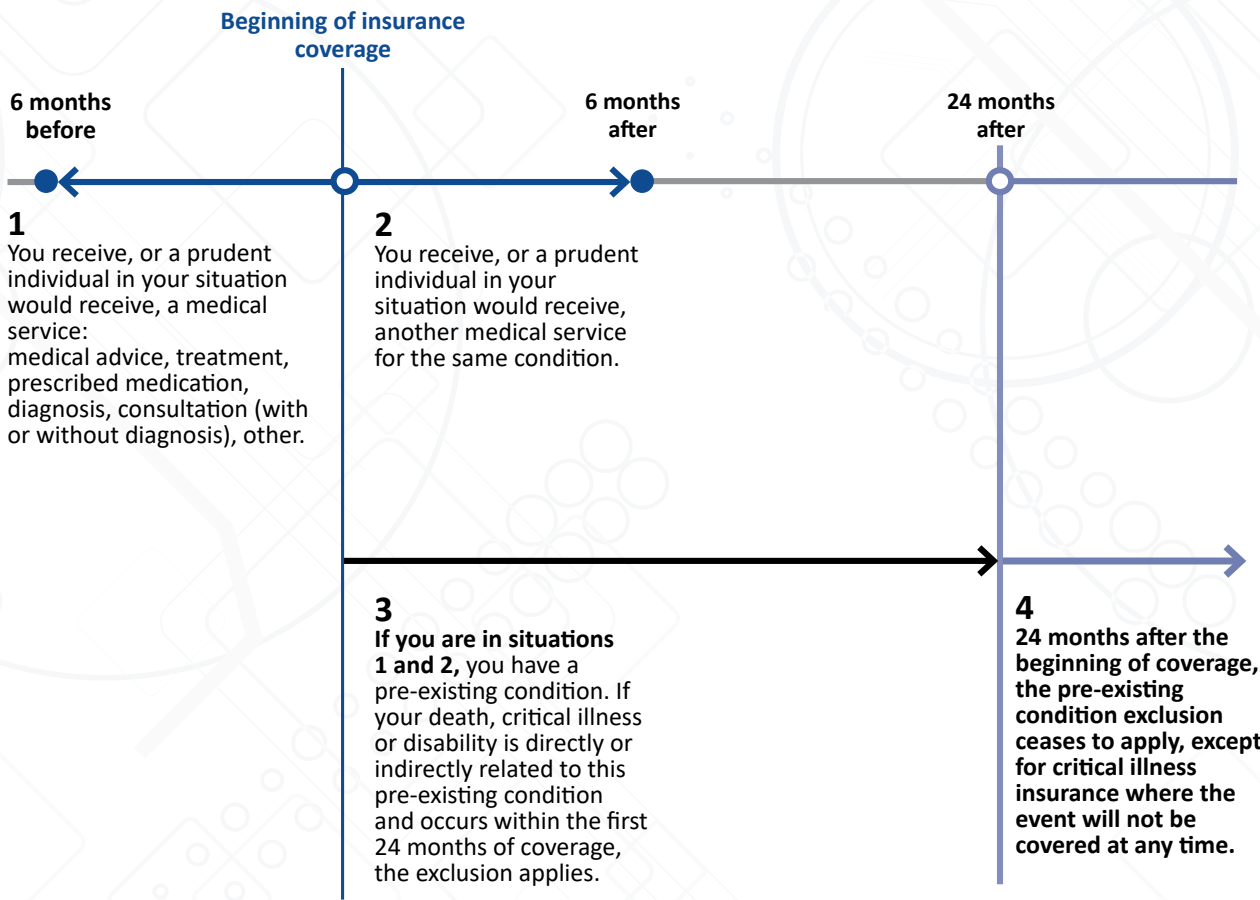 Beginning of insurance
coverage
6 months
before
6 months
after
24 months
after
1
You receive, or a prudent
individual in your situation
would receive, a medical
service:
medical advice, treatment,
prescribed medication,
diagnosis, consultation (with
or without diagnosis), other.
2
You receive, or a prudent
individual in your
situation would receive,
another medical service
for the same condition.
3
If you are in situations
1 and 2, you have a
pre-existing condition. If
your death, critical illness
or disability is directly or
indirectly related to this
pre-existing condition
and occurs within the first
24 months of coverage,
the exclusion applies.
4
24 months after the
beginning of coverage,
the pre-existing
condition exclusion
ceases to apply, except
for critical illness
insurance where the
event will not be
covered at any time.